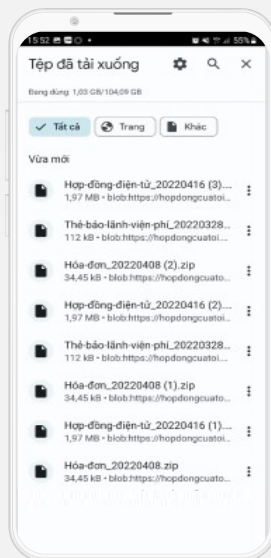 15:52
55%
Tệp đã tải xuống
Đang dùng 1,03 GB/104,09 GB
Tất cả
Trang
Khác
Vừa mới
Hợp-đồng-điện-tử_20220416 (3)....
1,97 MB • blob:https://hopdongcuatoi...
Thẻ-bảo-lãnh-viện-phí_20220328...
112 kB • blob:https://hopdongcuatoi...
Hóa-đơn_20220408 (2).zip
34,45 kB • blob:https://hopdongcuato...
Hợp-đồng-điện-tử_20220416 (2)....
1,97 MB • blob:https://hopdongcuatoi...
Thẻ-bảo-lãnh-viện-phí_20220328...
112 kB • blob:https://hopdongcuatoi...
Hóa-đơn_20220408 (1).zip
34,45 kB • blob:https://hopdongcuato...
Hợp-đồng-điện-tử_20220416 (1)....
1,97 MB • blob:https://hopdongcuatoi...
Hóa-đơn_20220408.zip
34,45 kB • blob:https://hopdongcuato...